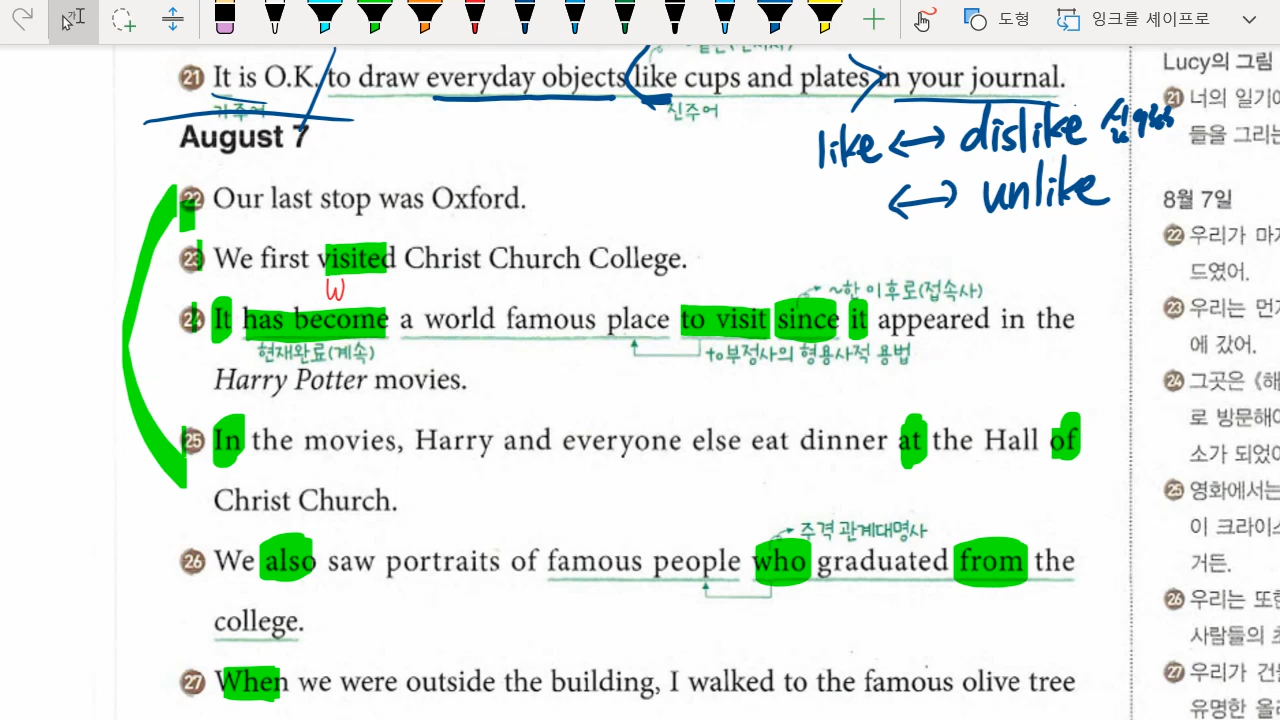 도형
잉크를 셰이프로
㉑ It is O.K. to draw everyday objects like cups and plates in your journal.
가주어
진주어
like ↔ dislike 싫어하다
↔ unlike
August 7
㉒ Our last stop was Oxford.
㉓ We first visited Christ Church College.
W
~한 이후로(접속사)
㉔ It has become a world famous place to visit since it appeared in the
현재완료(계속)
to부정사의 형용사적 용법
Harry Potter movies.
㉕ In the movies, Harry and everyone else eat dinner at the Hall of
Christ Church.
주격 관계대명사
㉖ We also saw portraits of famous people who graduated from the
college.
㉗ When we were outside the building, I walked to the famous olive tree
Lucy의 그림
㉑ 너의 일기에
들을 그리는
8월 7일
㉒ 우리가 마지
드였어.
㉓ 우리는 먼저
에 갔어.
㉔ 그곳은 《해
로 방문해야
소가 되었어
㉕ 영화에서는
이 크라이스
거든.
㉖ 우리는 또한
사람들의 초
㉗ 우리가 건물
유명한 올리